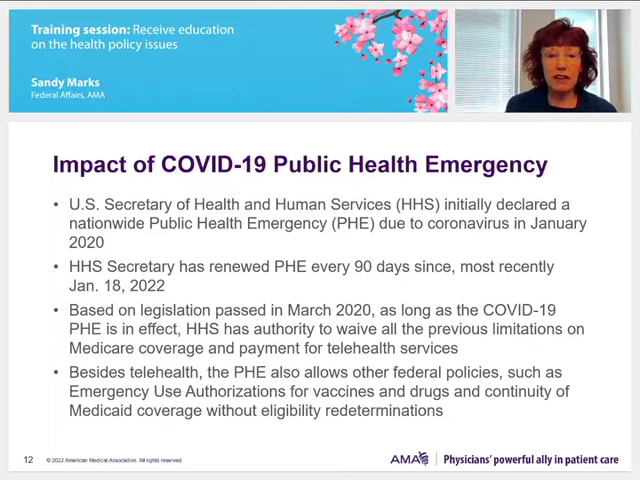 Training session: Receive education
on the health policy issues
Sandy Marks
Federal Affairs, AMA
Impact of COVID-19 Public Health Emergency
• U.S. Secretary of Health and Human Services (HHS) initially declared a
nationwide Public Health Emergency (PHE) due to coronavirus in January
2020
• HHS Secretary has renewed PHE every 90 days since, most recently
Jan. 18, 2022
• Based on legislation passed in March 2020, as long as the COVID-19
PHE is in effect, HHS has authority to waive all the previous limitations on
Medicare coverage and payment for telehealth services
• Besides telehealth, the PHE also allows other federal policies, such as
Emergency Use Authorizations for vaccines and drugs and continuity of
Medicaid coverage without eligibility redeterminations
12 © 2022 American Medical Association. All rights reserved.
AMA Physicians' powerful ally in patient care